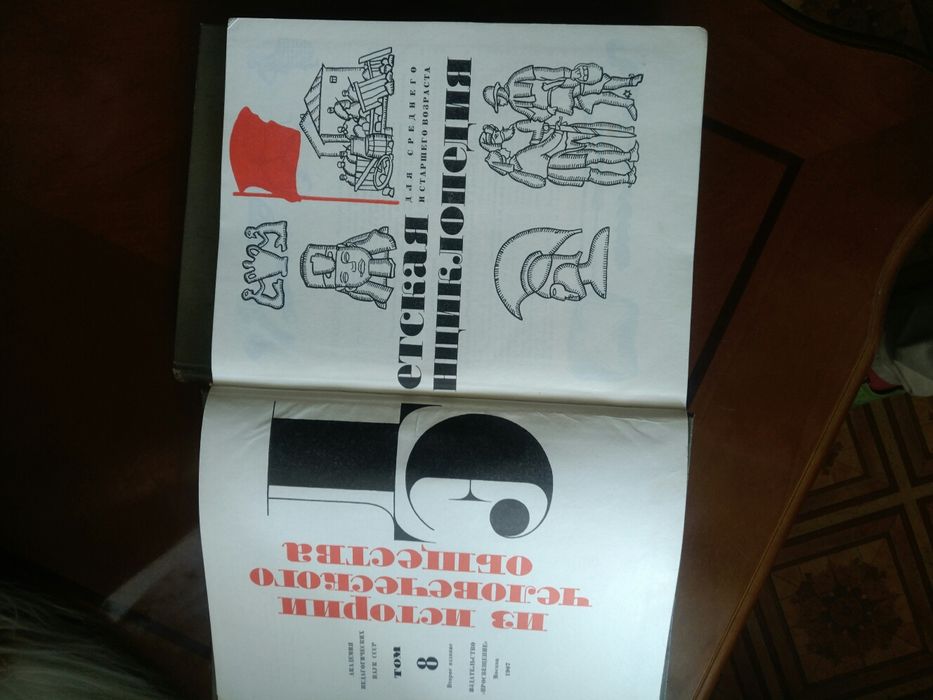 АКАДЕМИЯ
ПЕДАГОГИЧЕСКИХ
НАУК СССР
ТОМ
8
Второе издание
ИЗДАТЕЛЬСТВО
«ПРОСВЕЩЕНИЕ»
Москва
1967
ИЗ ИСТОРИИ
ЧЕЛОВЕЧЕСКОГО
ОБЩЕСТВА
ДЕТСКАЯ
ЭНЦИКЛОПЕДИЯ
ДЛЯ СРЕДНЕГО
И СТАРШЕГО ВОЗРАСТА